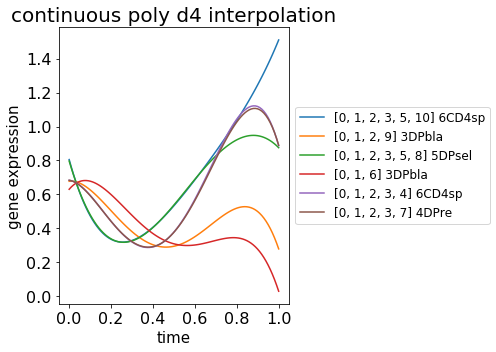 continuous poly d4 interpolation
gene expression
1.4
1.2
1.0
0.8
0.6
0.4
0.2
0.0
0.0 0.2 0.4 0.6 0.8 1.0
time
[0, 1, 2, 3, 5, 10] 6CD4sp
[0, 1, 2, 9] 3DPbla
[0, 1, 2, 3, 5, 8] 5DPsel
[0, 1, 6] 3DPbla
[0, 1, 2, 3, 4] 6CD4sp
[0, 1, 2, 3, 7] 4DPre